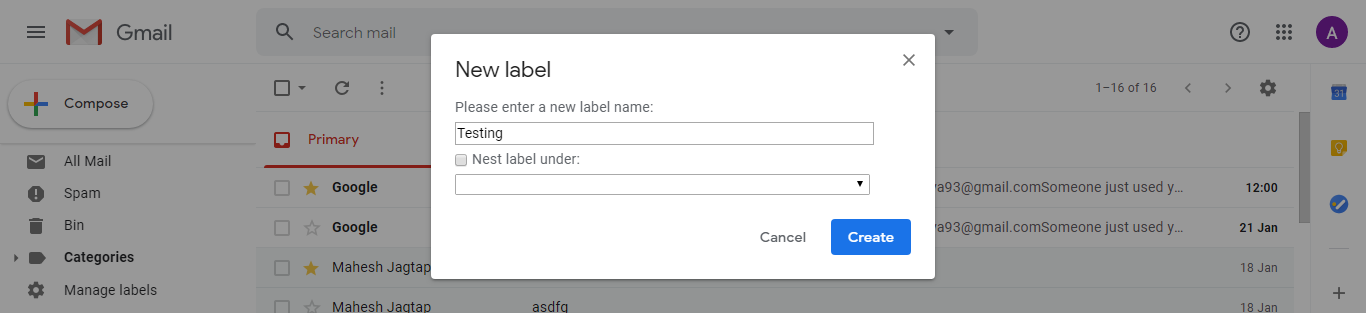 Gmail
Search mail
A
New label
Compose
1–16 of 16
31
Please enter a new label name:
Testing
Primary
All Mail
Nest label under:
Spam
Google
va93@gmail.comSomeone just used y...
12:00
Bin
Google
va93@gmail.comSomeone just used y...
21 Jan
Cancel
Create
Categories
Mahesh Jagtap
18 Jan
Manage labels
Mahesh Jagtap
asdfg
18 Jan